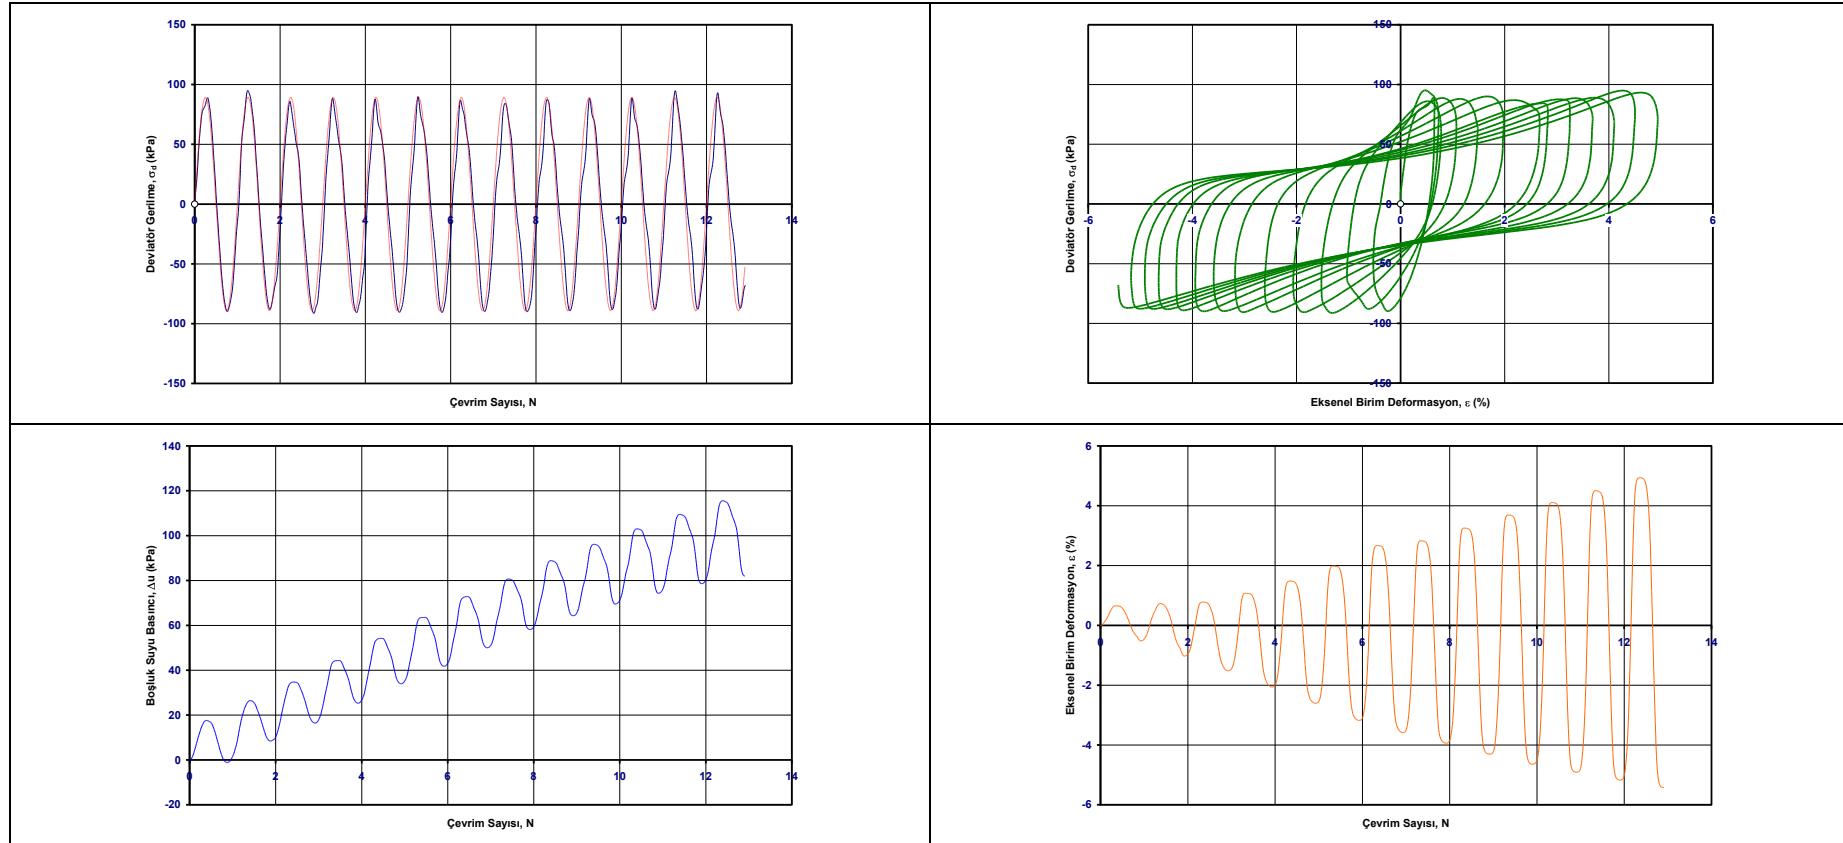 150
100
50
0
-50
-100
-150
0 2 4 6 8 10 12 14
Deviatör Gerilme, σd (kPa)
Çevrim Sayısı, N
150
100
50
0
-50
-100
-150
-6 -4 -2 0 2 4 6
Deviatör Gerilme, σd (kPa)
Eksenel Birim Deformasyon, ε (%)
140
120
100
80
60
40
20
0
-20
0 2 4 6 8 10 12 14
Boşluk Suyu Basıncı, Δu (kPa)
Çevrim Sayısı, N
6
4
2
0
-2
-4
-6
0 2 4 6 8 10 12 14
Eksenel Birim Deformasyon, ε (%)
Çevrim Sayısı, N